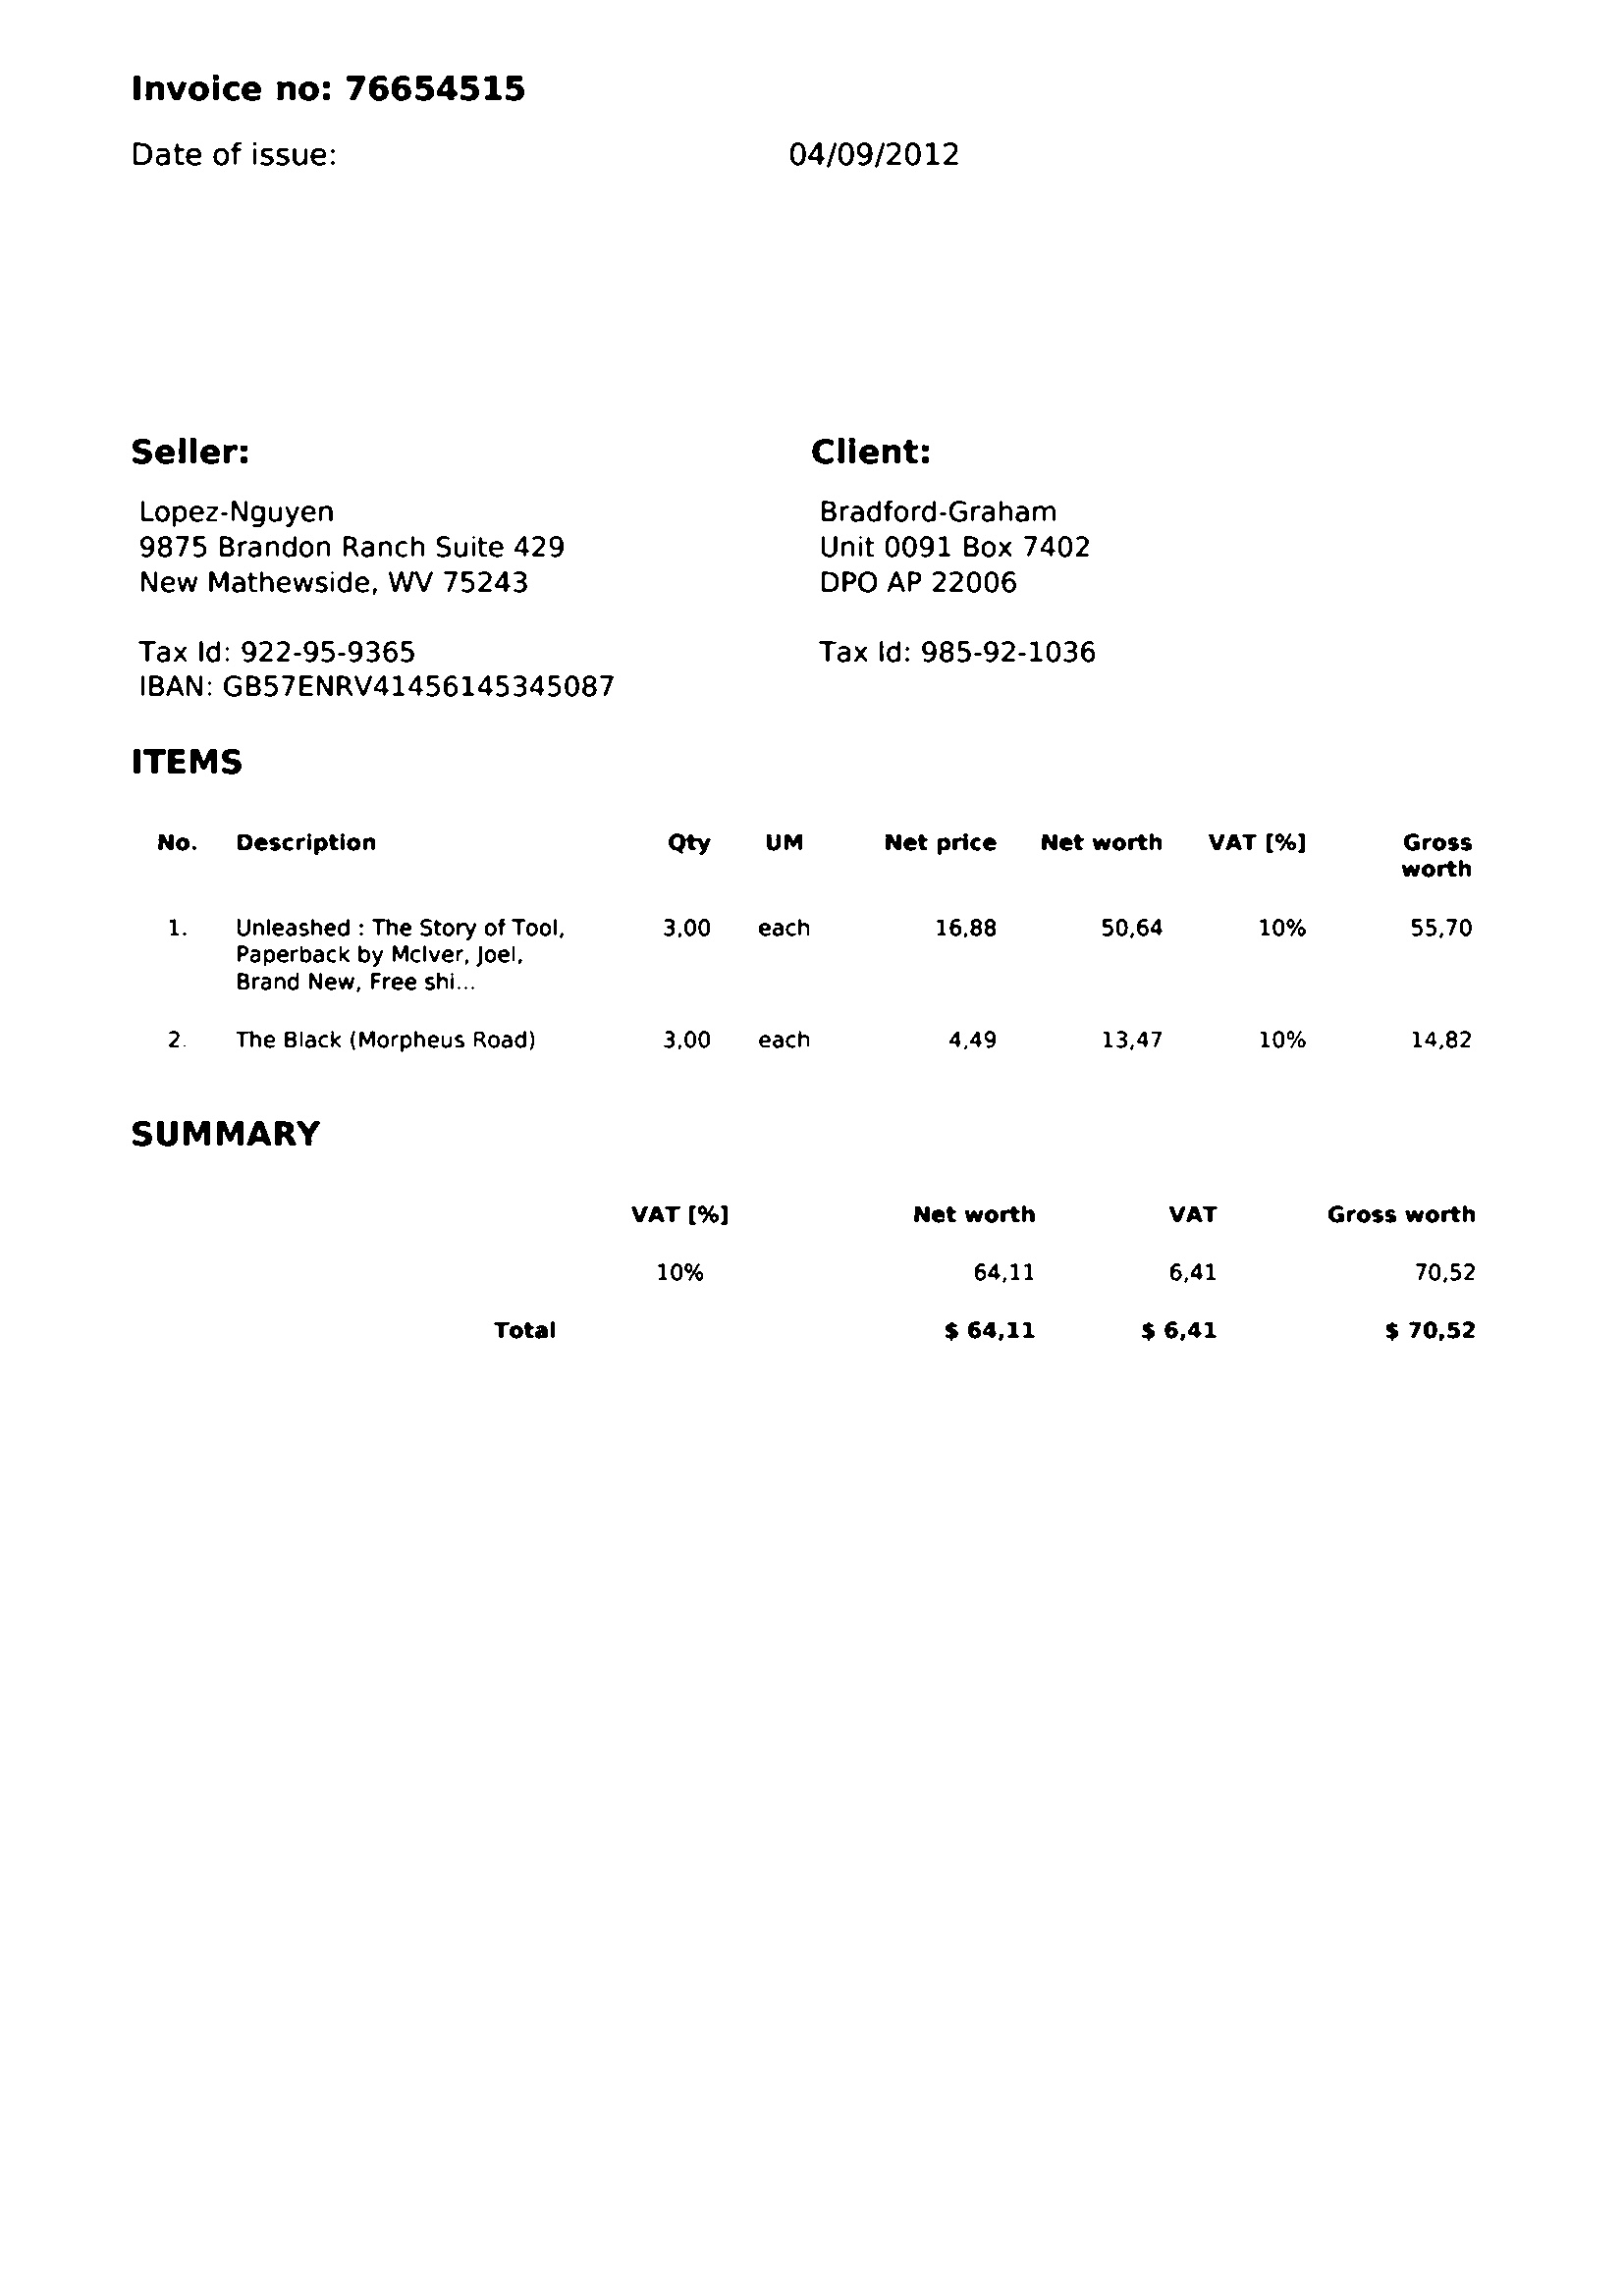 Invoice no: 76654515
Date of issue: 04/09/2012
Seller:
Lopez-Nguyen
9875 Brandon Ranch Suite 429
New Mathewside, WV 75243
Tax Id: 922-95-9365
IBAN: GB57ENRV41456145345087
Client:
Bradford-Graham
Unit 0091 Box 7402
DPO AP 22006
Tax Id: 985-92-1036
ITEMS
No. Description Qty UM Net price Net worth VAT [%] Gross
worth
1. Unleashed : The Story of Tool, 3,00 each 16,88 50,64 10% 55,70
Paperback by McIver, Joel,
Brand New, Free shi...
2. The Black (Morpheus Road) 3,00 each 4,49 13,47 10% 14,82
SUMMARY
VAT [%] Net worth VAT Gross worth
10% 64,11 6,41 70,52
Total $ 64,11 $ 6,41 $ 70,52